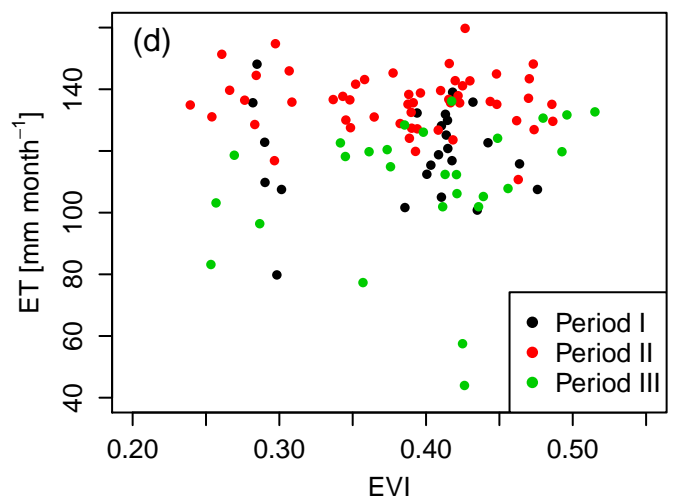 (d)
ET [mm month⁻¹]
140
120
100
80
60
40
Period I
Period II
Period III
0.20
0.30
0.40
0.50
EVI